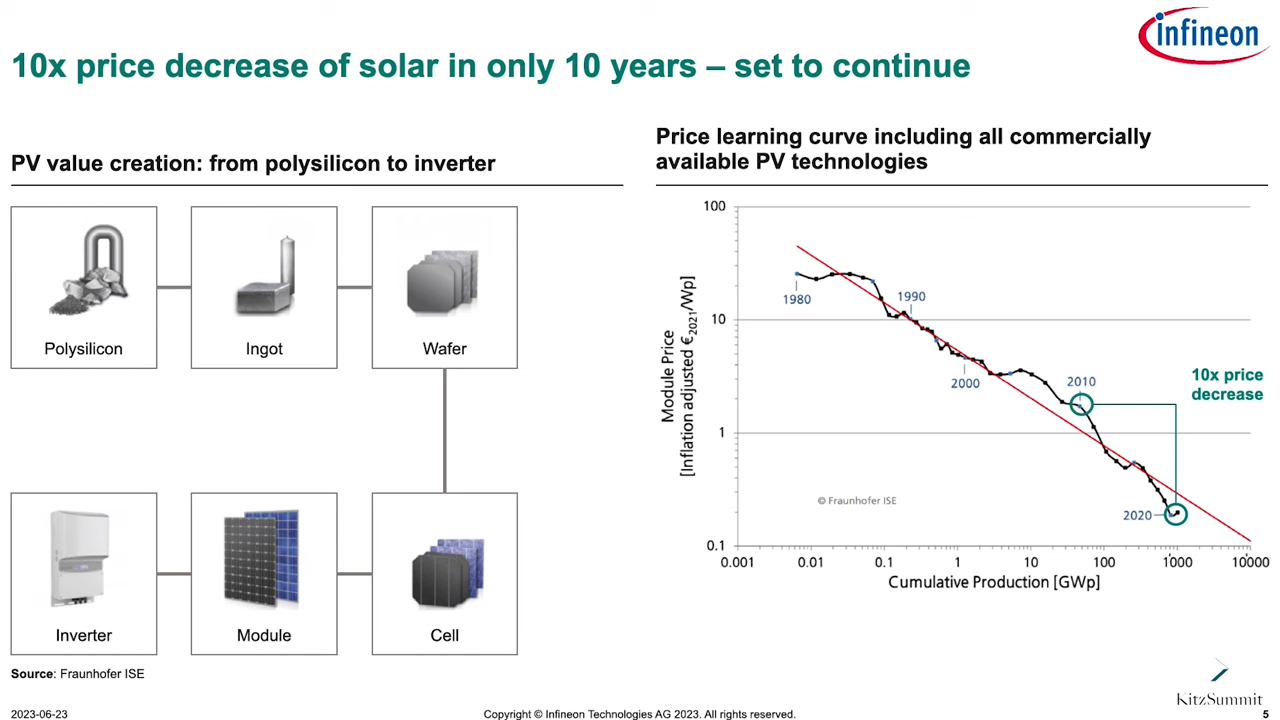 infineon
10x price decrease of solar in only 10 years – set to continue
PV value creation: from polysilicon to inverter
Polysilicon
Ingot
Wafer
Inverter
Module
Cell
Source: Fraunhofer ISE
Price learning curve including all commercially
available PV technologies
Module Price
[Inflation adjusted €2021/Wp]
100
10
1
0.1
1980
1990
2000
2010
2020
10x price
decrease
© Fraunhofer ISE
0.001 0.01 0.1 1 10 100 1000 10000
Cumulative Production [GWp]
KitzSummit
2023-06-23
Copyright © Infineon Technologies AG 2023. All rights reserved.
5